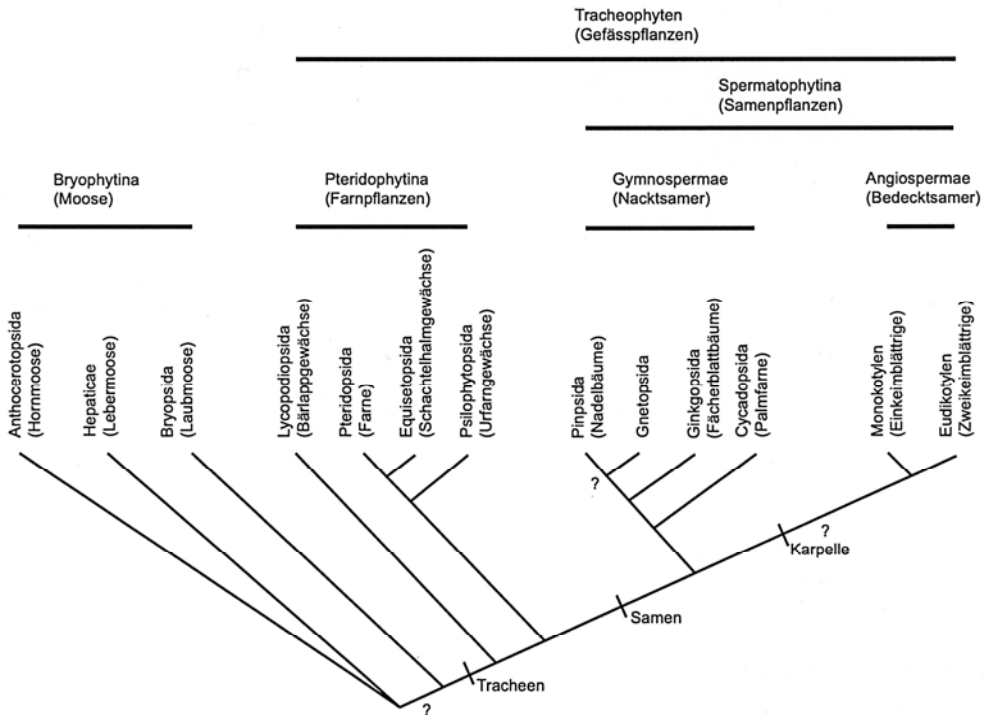 Tracheophyten
(Gefässpflanzen)
Spermatophytina
(Samenpflanzen)
Bryophytina
(Moose)
Pteridophytina
(Farnpflanzen)
Gymnospermae
(Nacktsamer)
Angiospermae
(Bedecktsamer)
Anthocerotopsida
(Hornmoose)
Hepaticae
(Lebermoose)
Bryopsida
(Laubmoose)
Lycopodiopsida
(Bärlappgewächse)
Pteridopsida
(Farne)
Equisetopsida
(Schachtelhalmgewächse)
Psilophytopsida
(Urfarngewächse)
Pinpsida
(Nadelbäume)
Gnetopsida
Ginkgopsida
(Fächerblattbäume)
Cycadopsida
(Palmfarne)
Monokotylen
(Einkeimblättrige)
Eudikotylen
(Zweikeimblättrige)
?
?
Karpelle
Samen
Tracheen
?